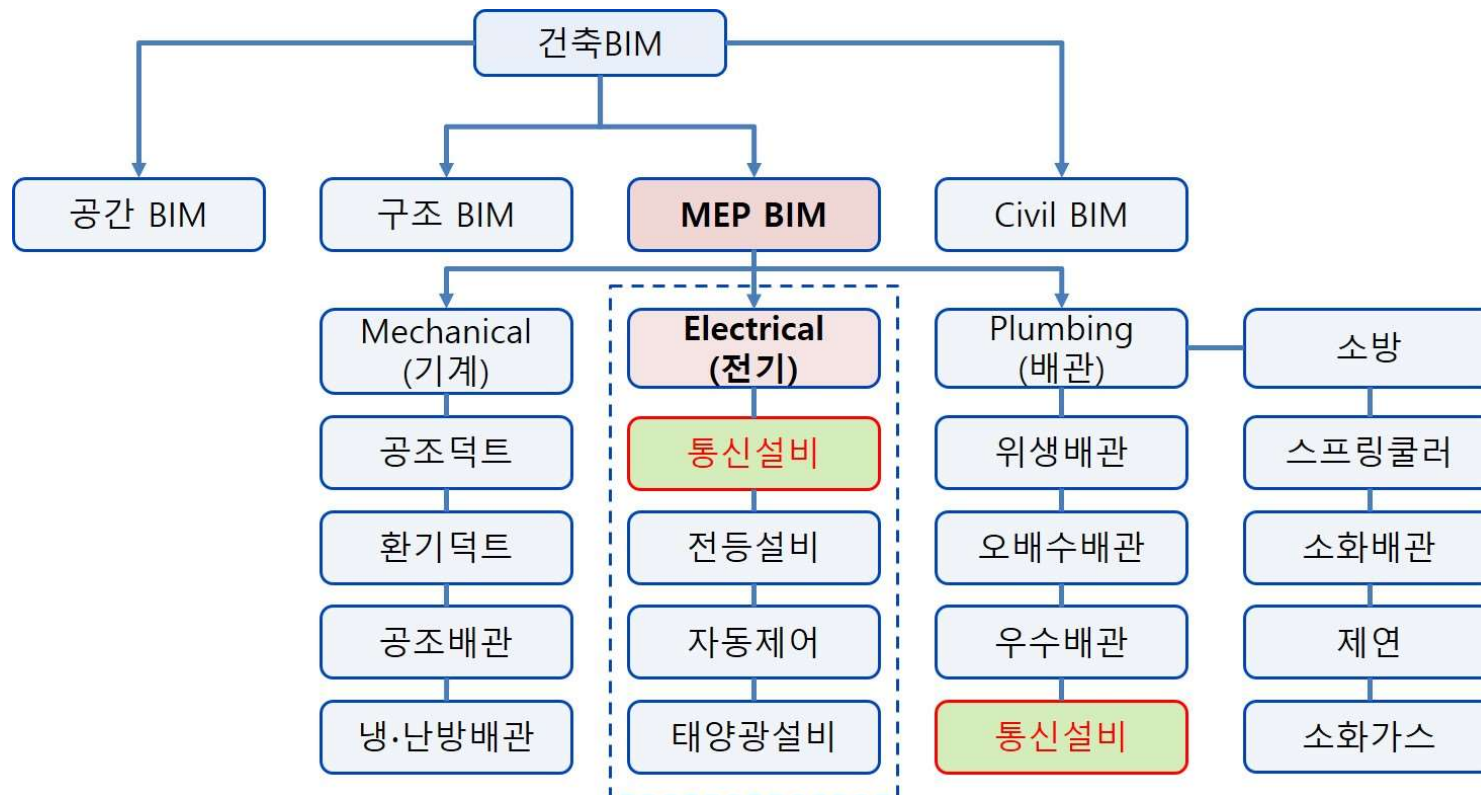 건축BIM
공간 BIM
구조 BIM
MEP BIM
Civil BIM
Mechanical
(기계)
Electrical
(전기)
Plumbing
(배관)
소방
공조덕트
통신설비
위생배관
스프링쿨러
환기덕트
전등설비
오배수배관
소화배관
공조배관
자동제어
우수배관
제연
냉·난방배관
태양광설비
통신설비
소화가스